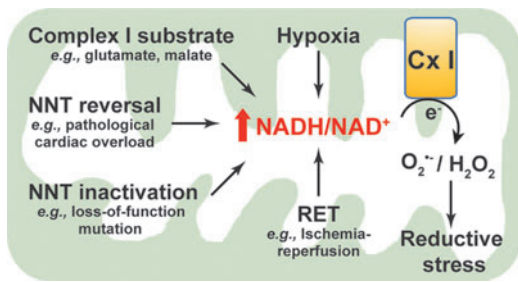 Complex I substrate
e.g., glutamate, malate
NNT reversal
e.g., pathological
cardiac overload
NNT inactivation
e.g., loss-of-function
mutation
Hypoxia
NADH/NAD⁺
RET
e.g., Ischemia-
reperfusion
Cx I
e⁻
O₂•⁻/ H₂O₂
Reductive
stress